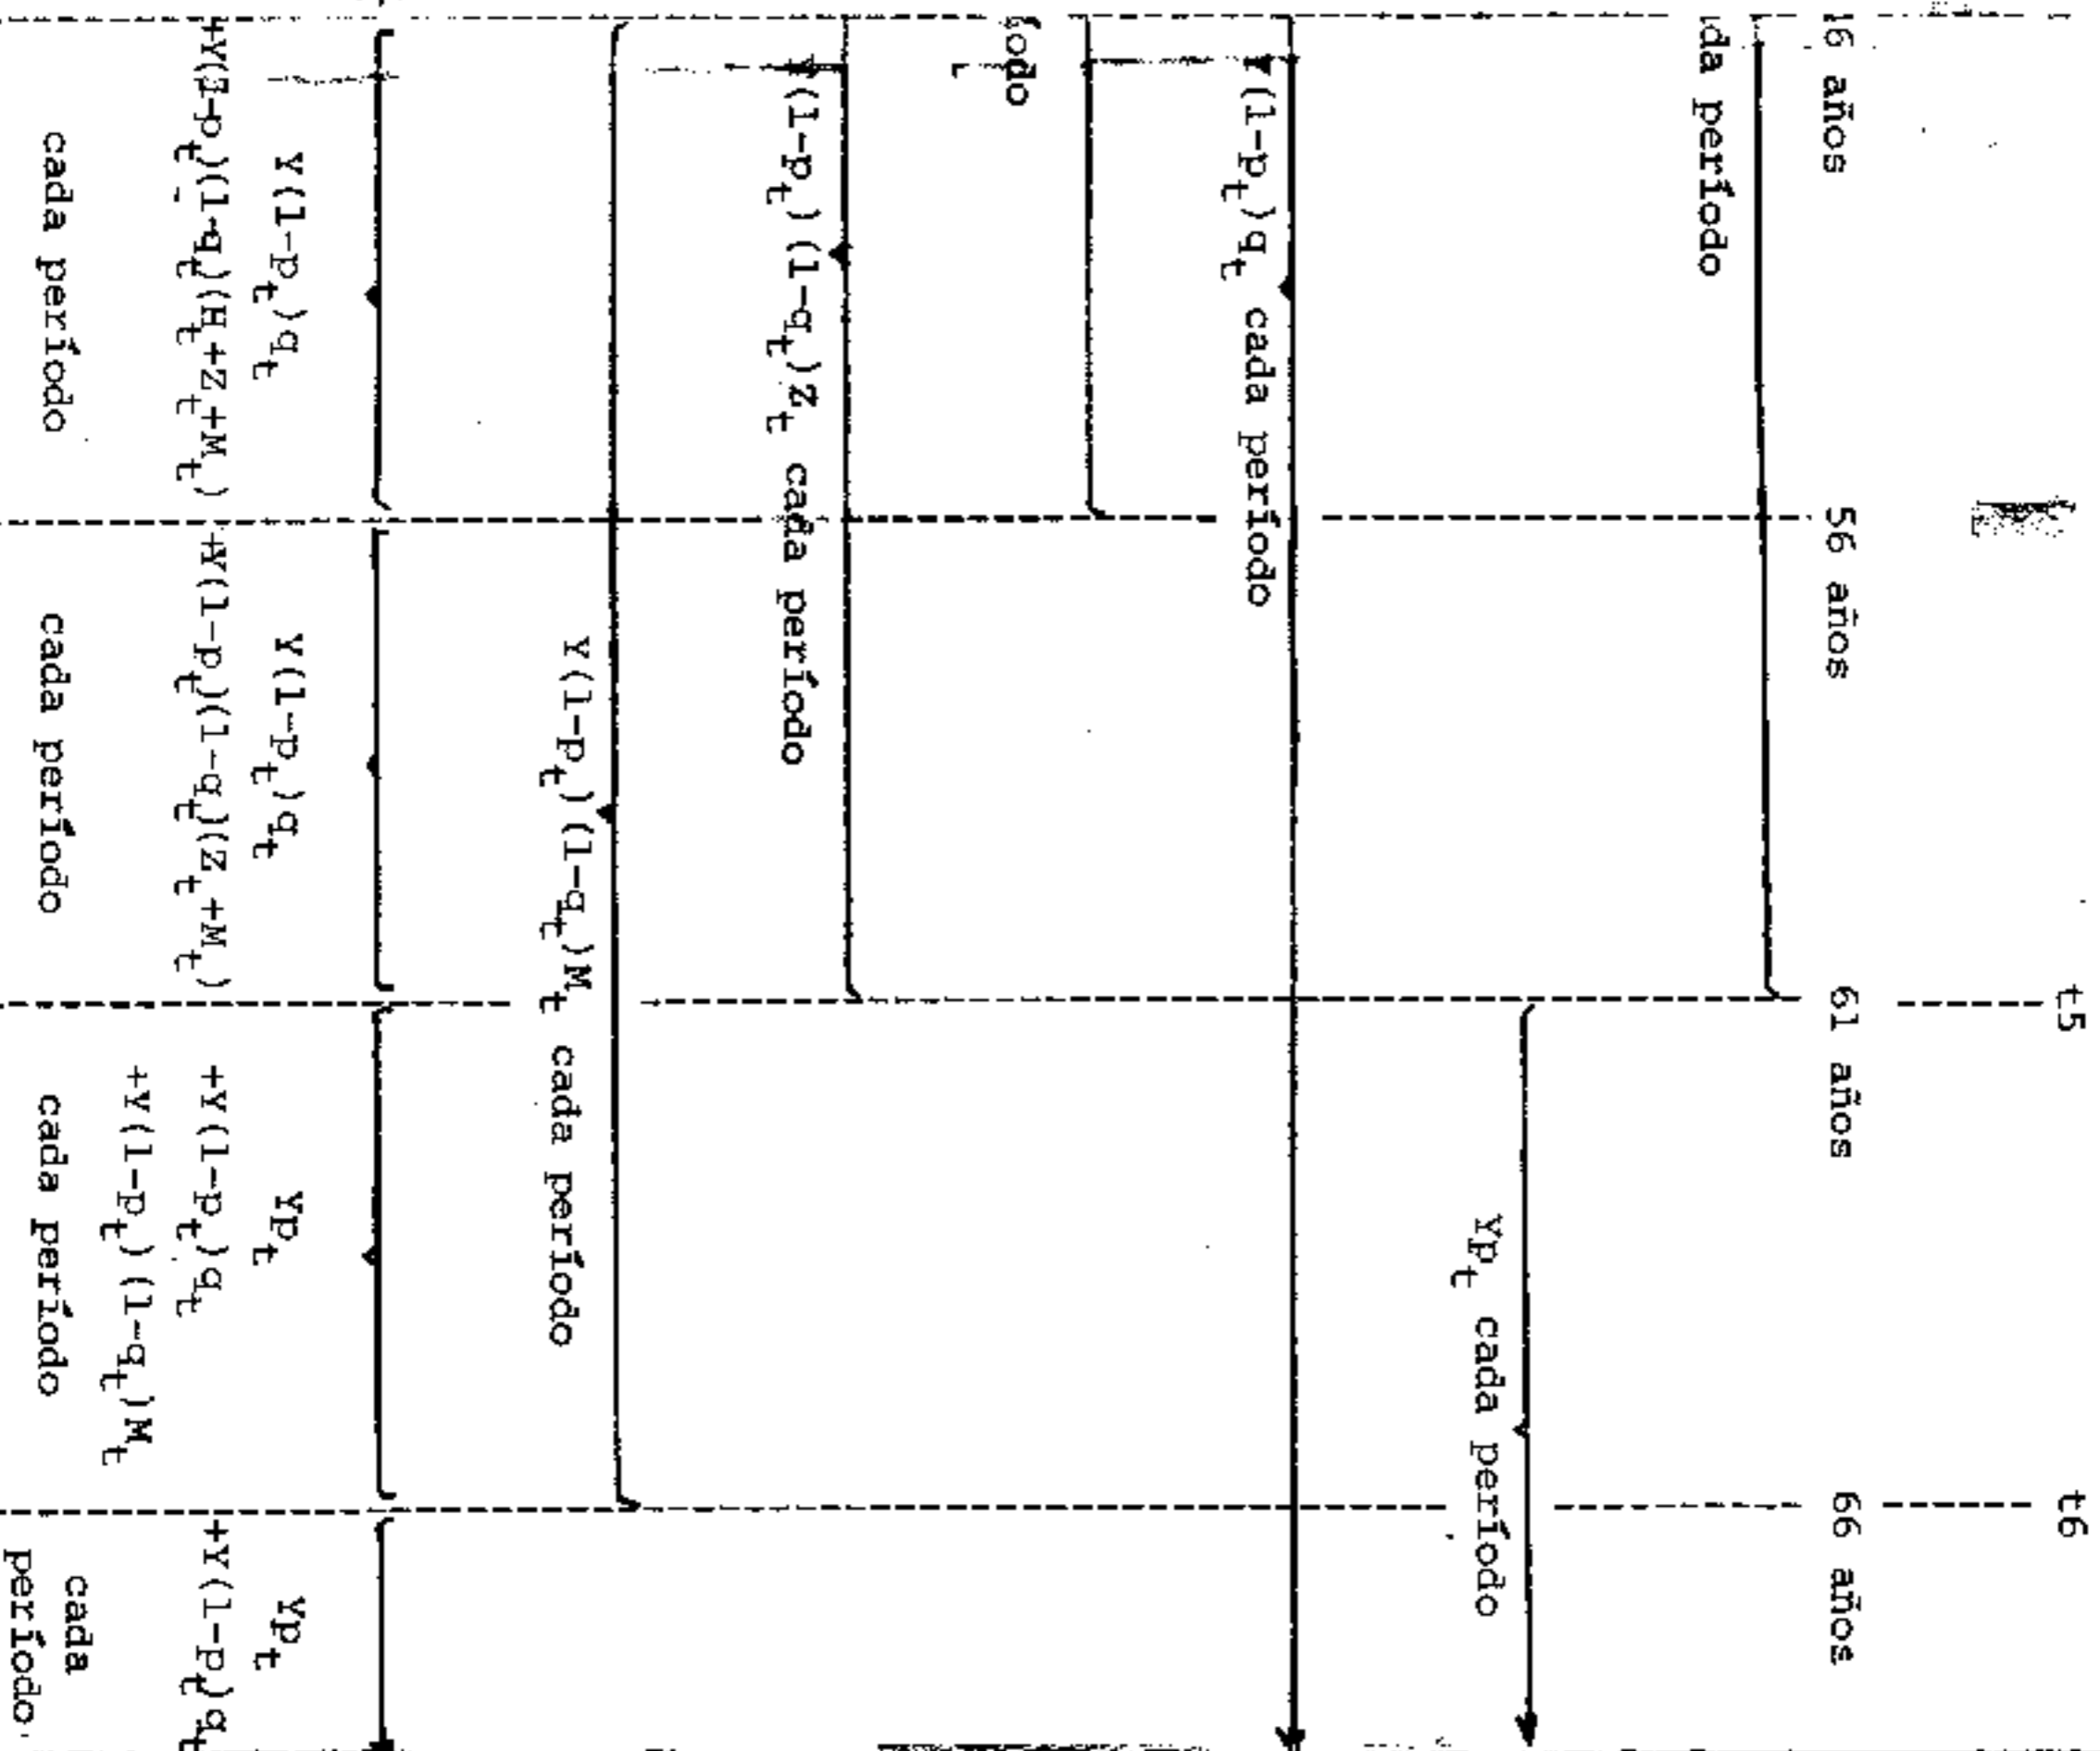 t5
t6
56 años
61 años
66 años
período
Yp_t cada período
Y(1-p_t)q_t cada período
Y(1-p_t)(1-q_t)Z_t cada período
Y(1-p_t)(1-q_t)M_t cada período
Y(1-p_t)q_t
+Y(1-p_t)(1-q_t)(H_t+Z_t+M_t)
cada período
Y(1-p_t)q_t
+Y(1-p_t)(1-q_t)(Z_t+M_t)
cada período
Yp_t
+Y(1-p_t)q_t
+Y(1-p_t)(1-q_t)M_t
cada período
Yp_t
+Y(1-p_t)q_t
cada
período